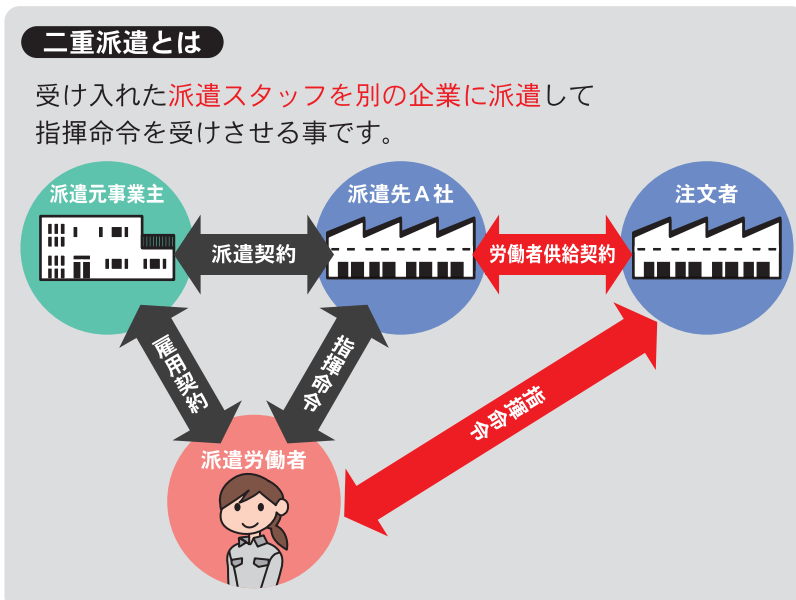 二重派遣とは
受け入れた派遣スタッフを別の企業に派遣して
指揮命令を受けさせる事です。
派遣元事業主
派遣先A社
注文者
派遣契約
労働者供給契約
雇用契約
指揮命令
指揮命令
派遣労働者